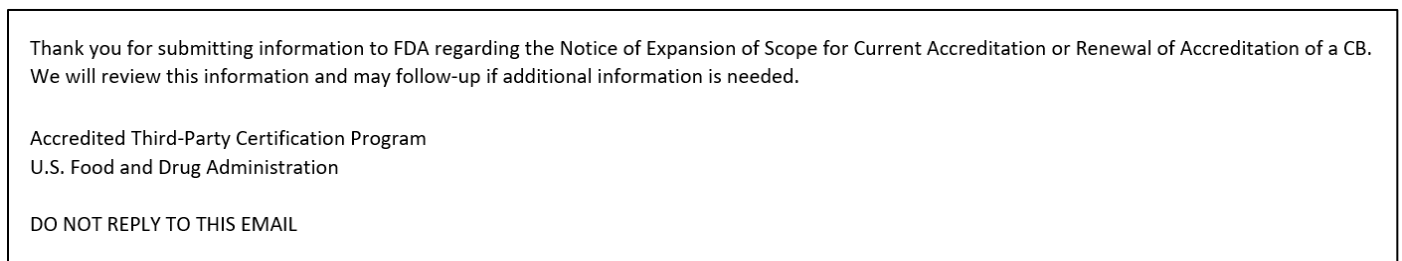 Thank you for submitting information to FDA regarding the Notice of Expansion of Scope for Current Accreditation or Renewal of Accreditation of a CB.
We will review this information and may follow-up if additional information is needed.
Accredited Third-Party Certification Program
U.S. Food and Drug Administration
DO NOT REPLY TO THIS EMAIL